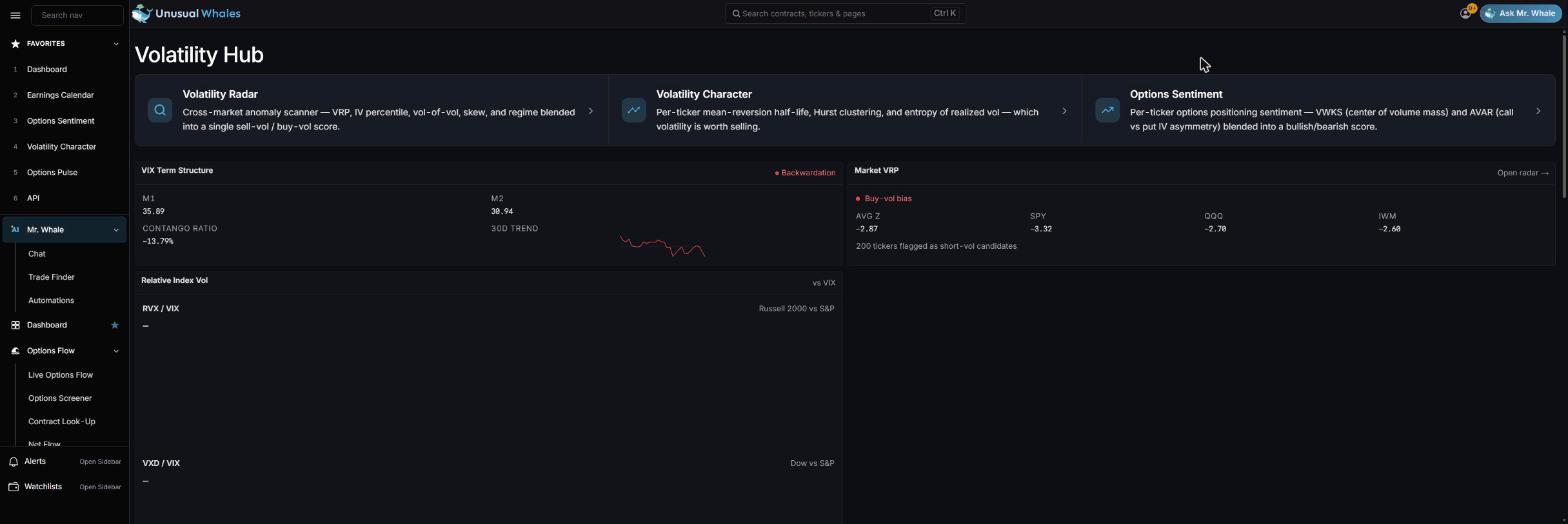 Search nav
Unusual Whales
Search contracts, tickers & pages
Ctrl K
9+
Ask Mr. Whale
FAVORITES
1 Dashboard
2 Earnings Calendar
3 Options Sentiment
4 Volatility Character
5 Options Pulse
6 API
AI Mr. Whale
Chat
Trade Finder
Automations
Dashboard
Options Flow
Live Options Flow
Options Screener
Contract Look-Up
Net Flow
Alerts Open Sidebar
Watchlists Open Sidebar
Volatility Hub
Volatility Radar
Cross-market anomaly scanner — VRP, IV percentile, vol-of-vol, skew, and regime blended
into a single sell-vol / buy-vol score.
Volatility Character
Per-ticker mean-reversion half-life, Hurst clustering, and entropy of realized vol — which
volatility is worth selling.
Options Sentiment
Per-ticker options positioning sentiment — VWKS (center of volume mass) and AVAR (call
vs put IV asymmetry) blended into a bullish/bearish score.
VIX Term Structure
Backwardation
M1
35.89
M2
30.94
CONTANGO RATIO
-13.79%
30D TREND
Market VRP
Open radar →
Buy-vol bias
AVG Z
-2.87
SPY
-3.32
QQQ
-2.70
IWM
-2.60
200 tickers flagged as short-vol candidates
Relative Index Vol
vs VIX
RVX / VIX
Russell 2000 vs S&P
—
VXD / VIX
Dow vs S&P
—